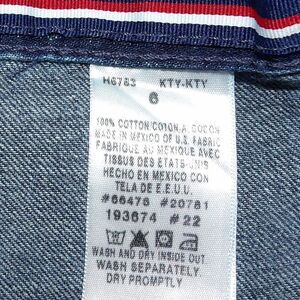 H6763 KTY-KTY
6
100% COTTON/COTON/ALGODON
MADE IN MEXICO OF U.S. FABRIC
FABRIQUE AU MEXIQUE AVEC
TISSUS DES ETATS-UNIS
HECHO EN MEXICO CON
TELA DE E.E.U.U.
#66476 #20781
193674 #22
WASH AND DRY INSIDE OUT
WASH SEPARATELY
DRY PROMPTLY